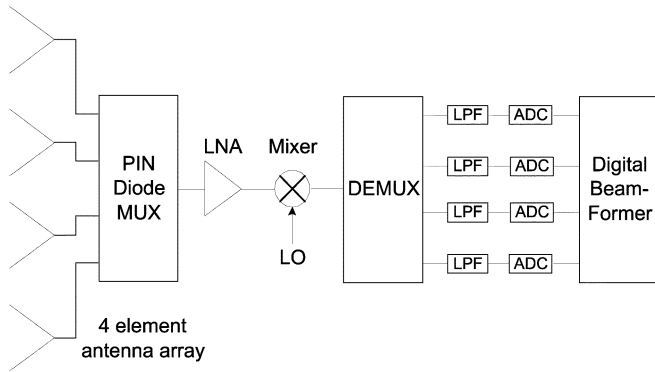 PIN
Diode
MUX
LNA
Mixer
LO
DEMUX
LPF
ADC
LPF
ADC
LPF
ADC
LPF
ADC
Digital
Beam-
Former
4 element
antenna array